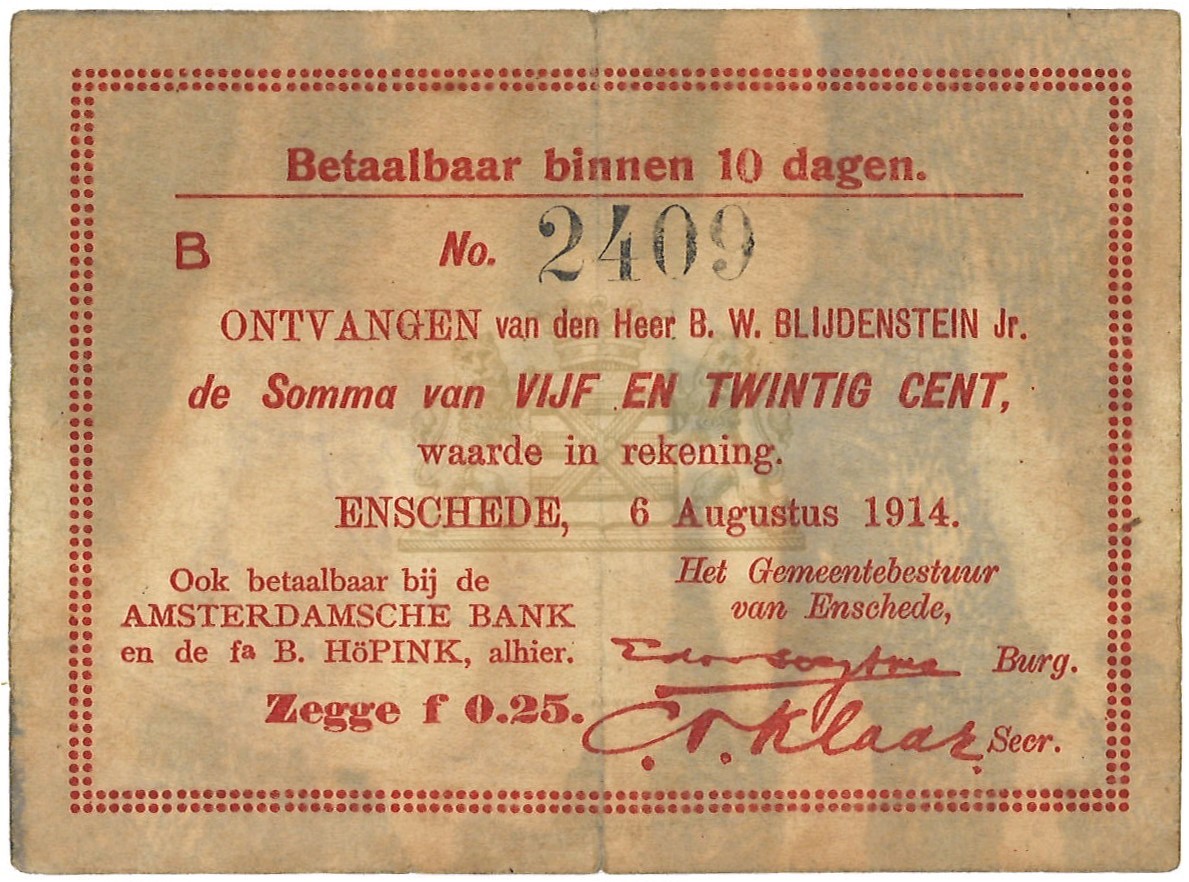 Betaalbaar binnen 10 dagen.
B No. 2409
ONTVANGEN van den Heer B. W. BLIJDENSTEIN Jr.
de Somma van VIJF EN TWINTIG CENT,
waarde in rekening.
ENSCHEDE, 6 Augustus 1914.
Ook betaalbaar bij de
AMSTERDAMSCHE BANK
en de fa B. HöPINK, alhier.
Zegge f 0.25.
Het Gemeentebestuur
van Enschede,
Burg.
Klaar Secr.